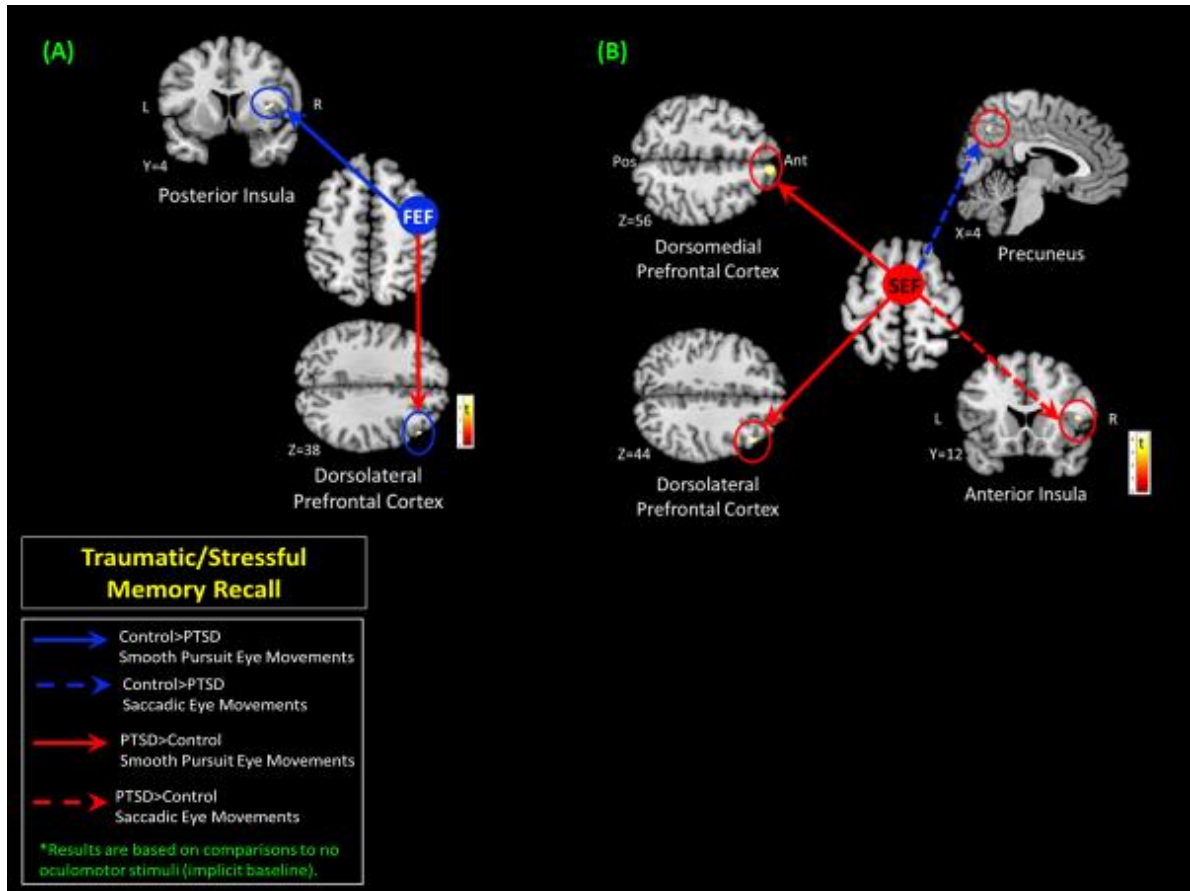 (A)
L
R
Y=4
Posterior Insula
FEF
Z=38
t
Dorsolateral
Prefrontal Cortex
(B)
Pos
Ant
Z=56
Dorsomedial
Prefrontal Cortex
X=4
Precuneus
SEF
Z=44
Dorsolateral
Prefrontal Cortex
L
R
Y=12
t
Anterior Insula
Traumatic/Stressful
Memory Recall
Control>PTSD
Smooth Pursuit Eye Movements
Control>PTSD
Saccadic Eye Movements
PTSD>Control
Smooth Pursuit Eye Movements
PTSD>Control
Saccadic Eye Movements
*Results are based on comparisons to no
oculomotor stimuli (implicit baseline).